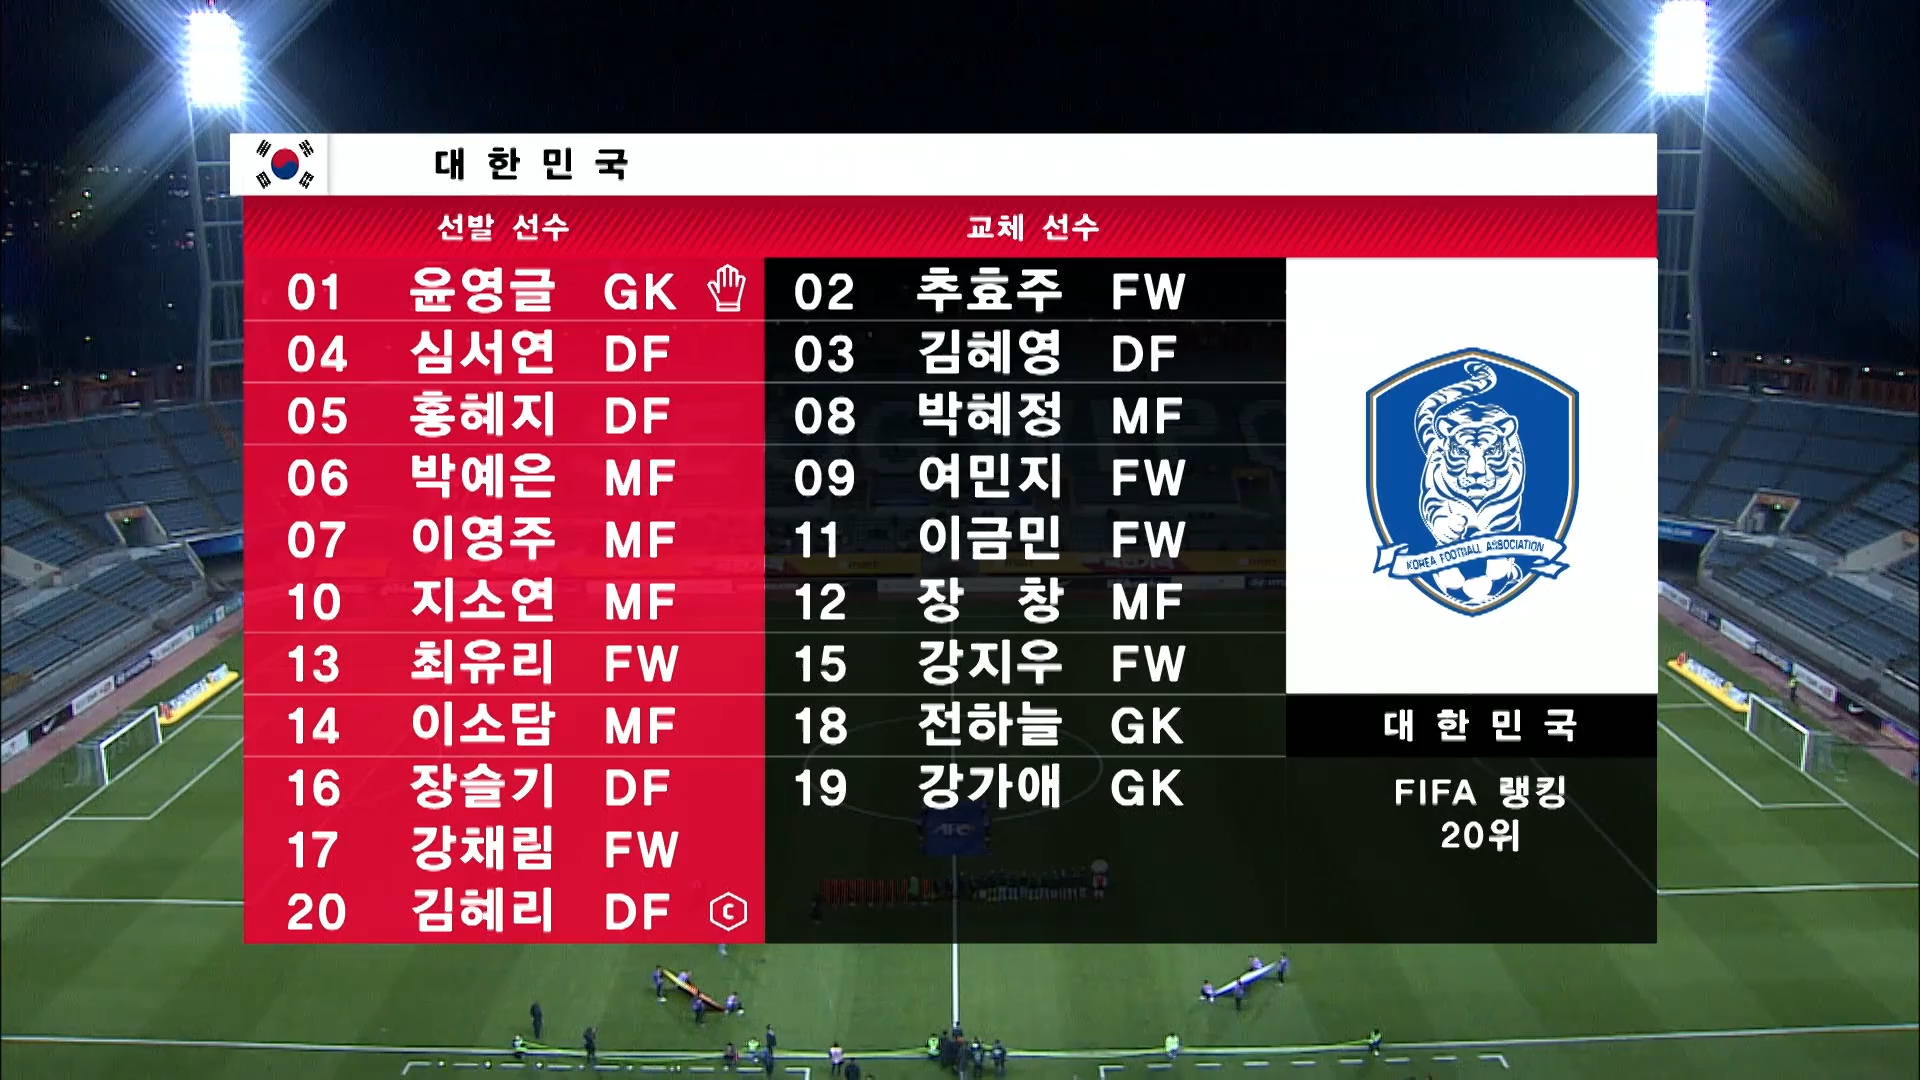 대 한 민 국
선발 선수
교체 선수
01 윤영글 GK
04 심서연 DF
05 홍혜지 DF
06 박예은 MF
07 이영주 MF
10 지소연 MF
13 최유리 FW
14 이소담 MF
16 장슬기 DF
17 강채림 FW
20 김혜리 DF C
02 추효주 FW
03 김혜영 DF
08 박혜정 MF
09 여민지 FW
11 이금민 FW
12 장 창 MF
15 강지우 FW
18 전하늘 GK
19 강가애 GK
KOREA FOOTBALL ASSOCIATION
대 한 민 국
FIFA 랭킹
20위
AFC